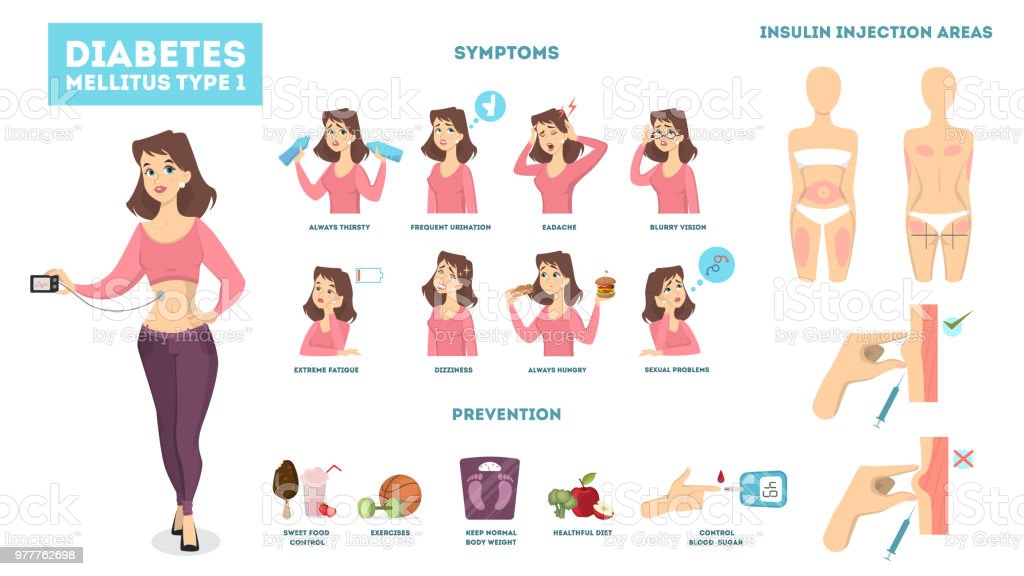 DIABETES
MELLITUS TYPE 1
SYMPTOMS
ALWAYS THIRSTY
FREQUENT URINATION
EADACHE
BLURRY VISION
EXTREME FATIGUE
DIZZINESS
ALWAYS HUNGRY
SEXUAL PROBLEMS
PREVENTION
SWEET FOOD
CONTROL
EXERCISES
KEEP NORMAL
BODY WEIGHT
HEALTHFUL DIET
64
CONTROL
BLOOD SUGAR
INSULIN INJECTION AREAS
iStock
by Getty Images™
977762698